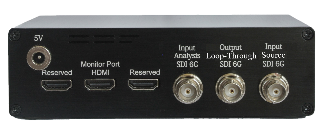 5V
Reserved
Monitor Port
HDMI
Reserved
Input
Analysis
SDI 6G
Output
Loop-Through
SDI 6G
Input
Source
SDI 6G